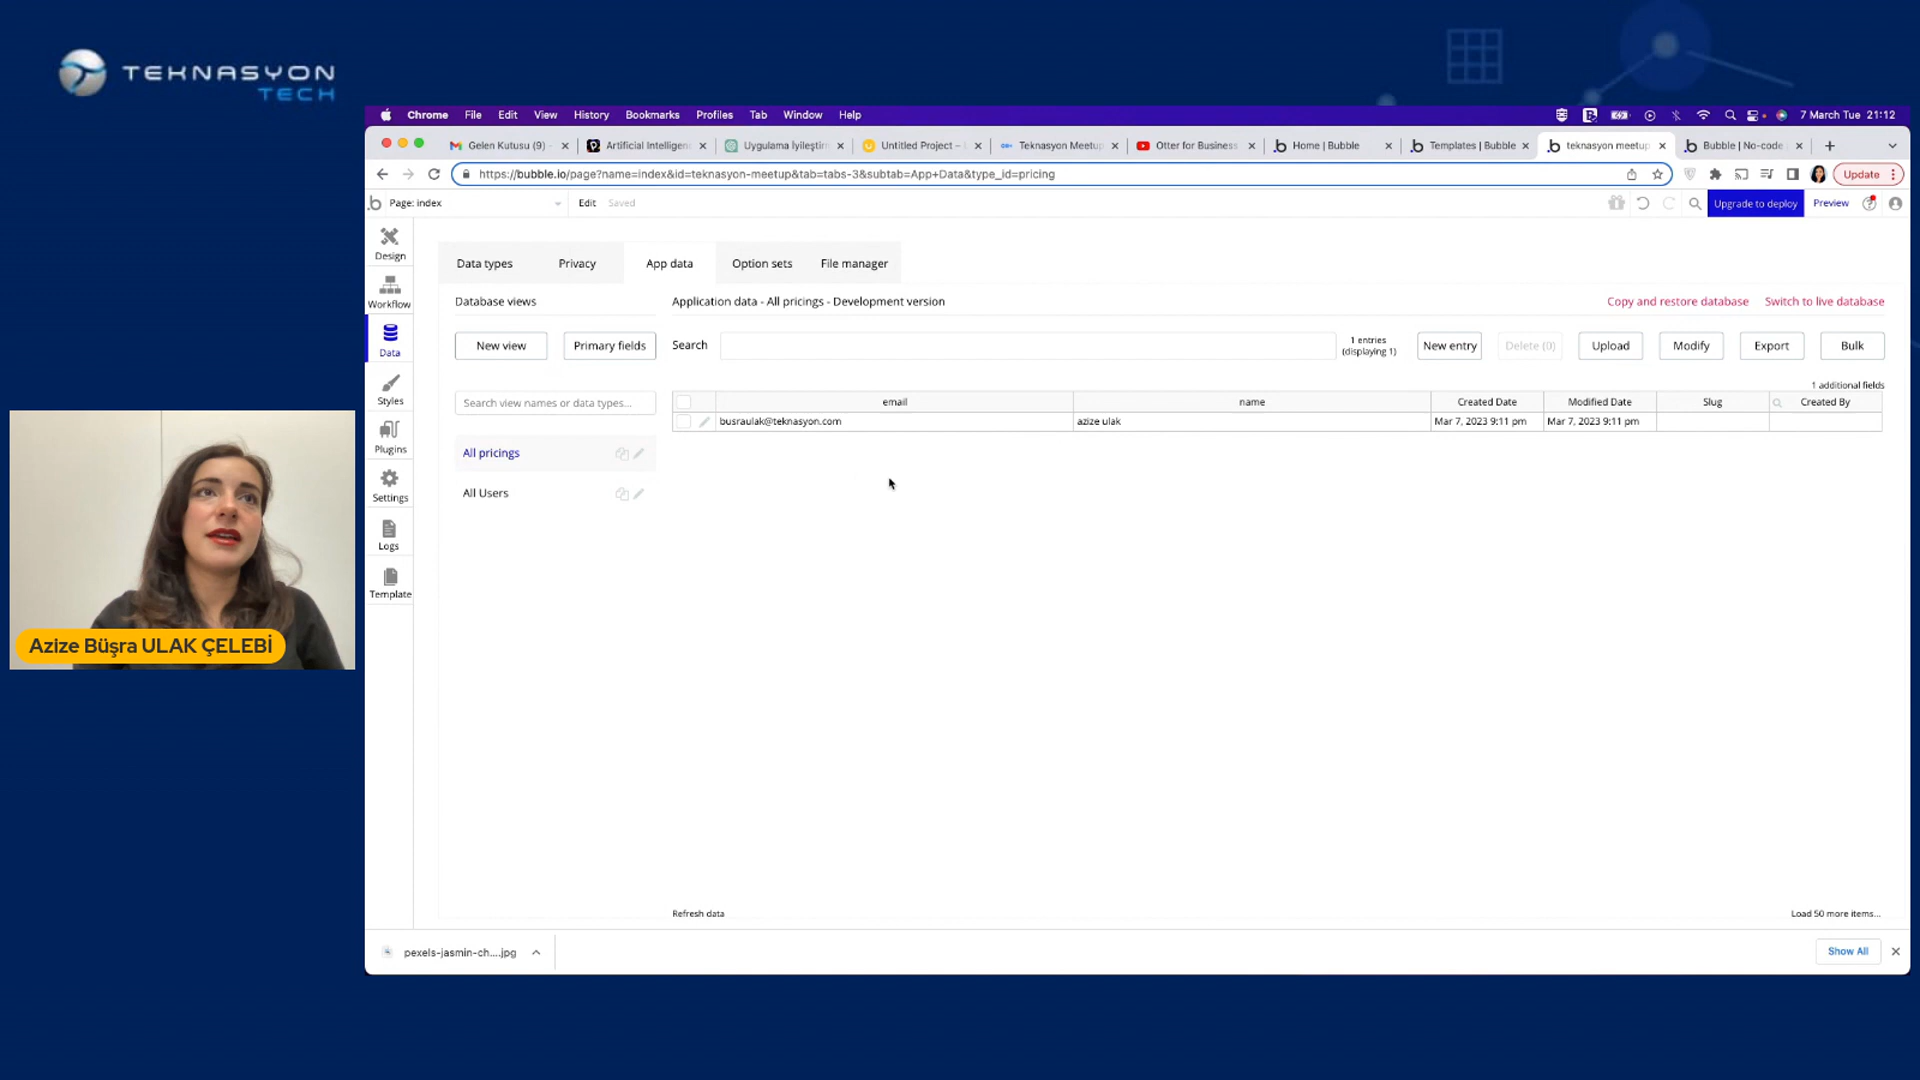 TEKNASYON
TECH
Chrome File Edit View History Bookmarks Profiles Tab Window Help
7 March Tue 21:12
Gelen Kutusu (9) -
Artificial Intelligen
Uygulama İyileştirm
Untitled Project –
Teknasyon Meetup
Otter for Business
Home | Bubble
Templates | Bubble
teknasyon meetup
Bubble | No-code
https://bubble.io/page?name=index&id=teknasyon-meetup&tab=tabs-3&subtab=App+Data&type_id=pricing
Update
Page: index
Edit
Saved
Upgrade to deploy
Preview
Design
Workflow
Data
Styles
Plugins
Settings
Logs
Template
Data types
Privacy
App data
Option sets
File manager
Database views
Application data - All pricings - Development version
Copy and restore database
Switch to live database
New view
Primary fields
Search
1 entries
(displaying 1)
New entry
Delete (0)
Upload
Modify
Export
Bulk
1 additional fields
Search view names or data types...
email
name
Created Date
Modified Date
Slug
Created By
busraulak@teknasyon.com
azize ulak
Mar 7, 2023 9:11 pm
Mar 7, 2023 9:11 pm
All pricings
All Users
Azize Büşra ULAK ÇELEBİ
Refresh data
Load 50 more items...
pexels-jasmin-ch....jpg
Show All